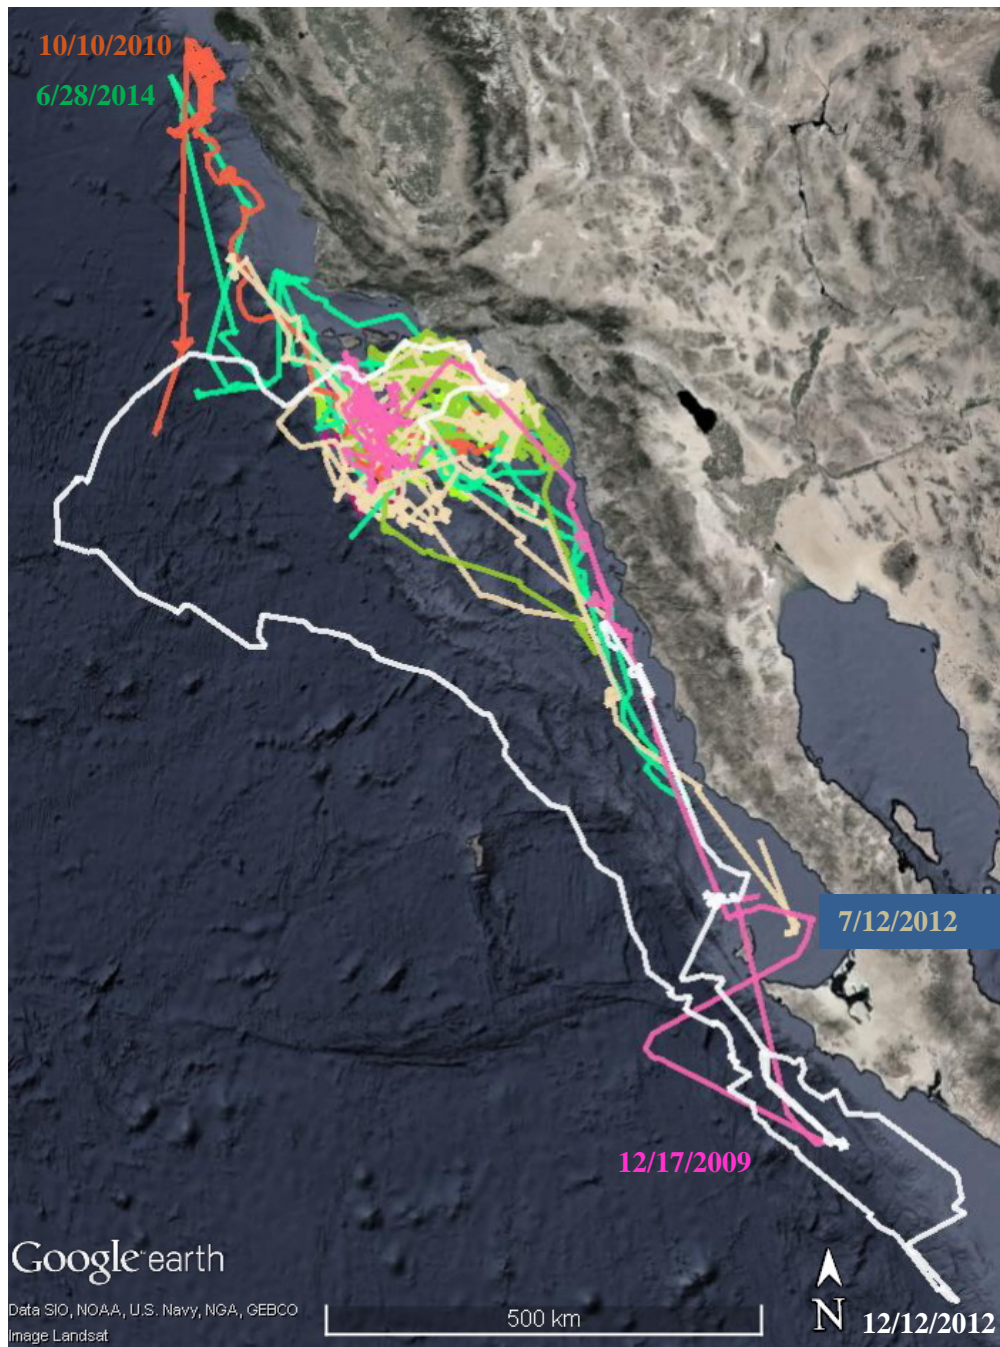 10/10/2010
6/28/2014
7/12/2012
12/17/2009
Google earth
Data SIO, NOAA, U.S. Navy, NGA, GEBCO
Image Landsat
500 km
N
12/12/2012